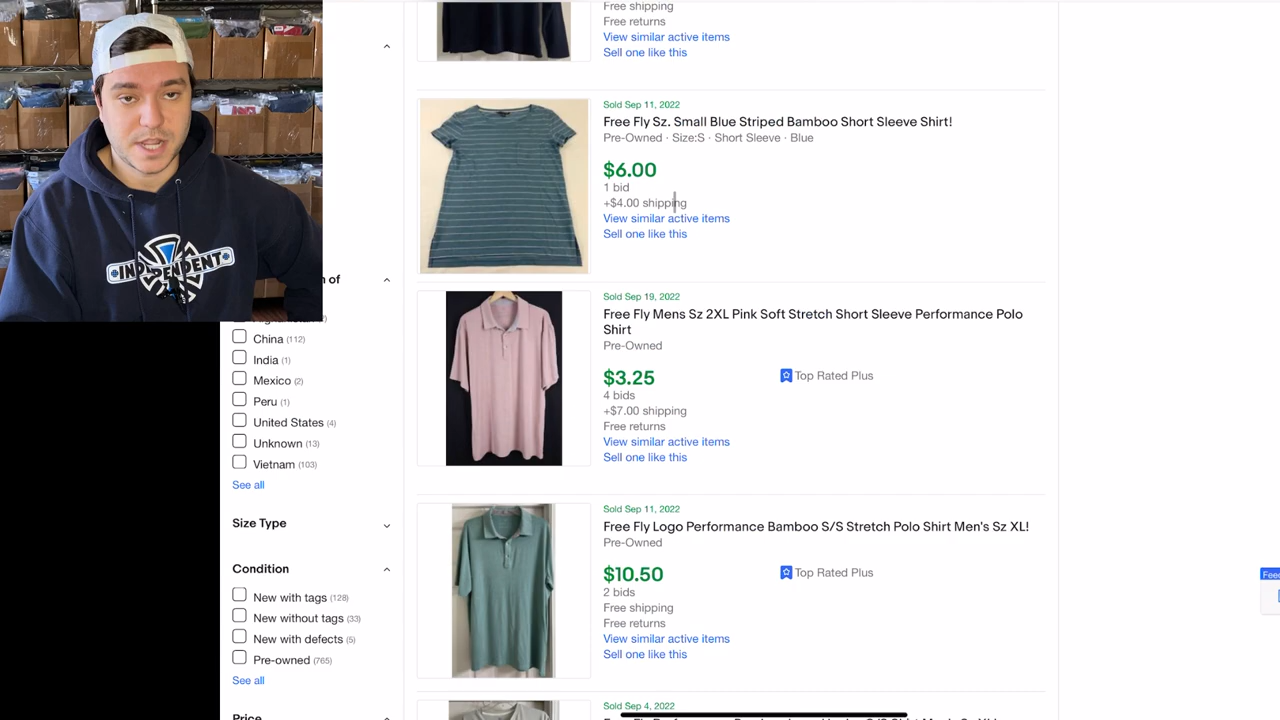 Free shipping
Free returns
View similar active items
Sell one like this
Sold Sep 11, 2022
Free Fly Sz. Small Blue Striped Bamboo Short Sleeve Shirt!
Pre-Owned · Size:S · Short Sleeve · Blue
$6.00
1 bid
+$4.00 shipping
View similar active items
Sell one like this
Sold Sep 19, 2022
Free Fly Mens Sz 2XL Pink Soft Stretch Short Sleeve Performance Polo
Shirt
Pre-Owned
$3.25
Top Rated Plus
4 bids
+$7.00 shipping
Free returns
View similar active items
Sell one like this
Sold Sep 11, 2022
Free Fly Logo Performance Bamboo S/S Stretch Polo Shirt Men's Sz XL!
Pre-Owned
$10.50
Top Rated Plus
2 bids
Free shipping
Free returns
View similar active items
Sell one like this
Sold Sep 4, 2022
INDEPENDENT
of
China (112)
India (1)
Mexico (2)
Peru (1)
United States (4)
Unknown (13)
Vietnam (103)
See all
Size Type
Condition
New with tags (128)
New without tags (33)
New with defects (5)
Pre-owned (765)
See all
Price